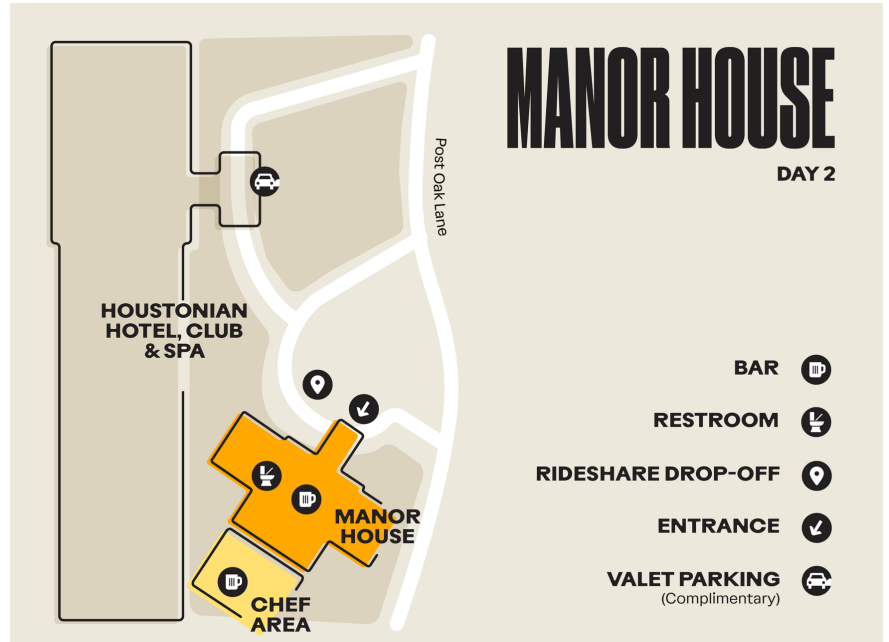 MANOR HOUSE
DAY 2
Post Oak Lane
HOUSTONIAN
HOTEL, CLUB
& SPA
MANOR
HOUSE
CHEF
AREA
BAR
RESTROOM
RIDESHARE DROP-OFF
ENTRANCE
VALET PARKING
(Complimentary)